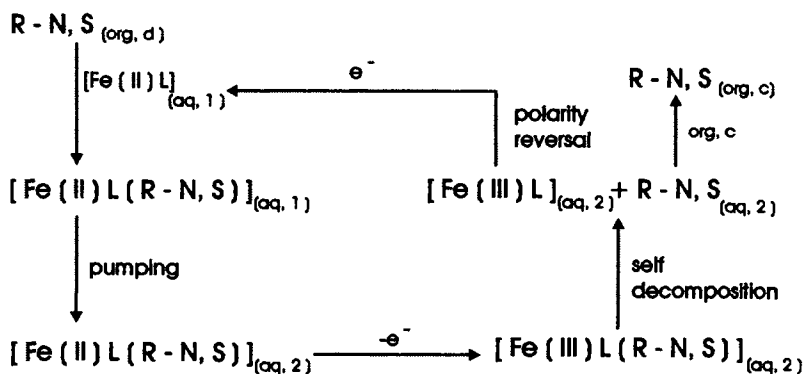 R - N, S (org, d)
[Fe (II) L] (aq, 1)
e⁻
R - N, S (org, c)
polarity
reversal
org, c
[ Fe ( II ) L ( R - N, S )] (aq, 1)
[ Fe ( III ) L ] (aq, 2) + R - N, S (aq, 2)
pumping
self
decomposition
[ Fe ( II ) L ( R - N, S )] (aq, 2)
-e⁻
[ Fe ( III ) L ( R - N, S )] (aq, 2)